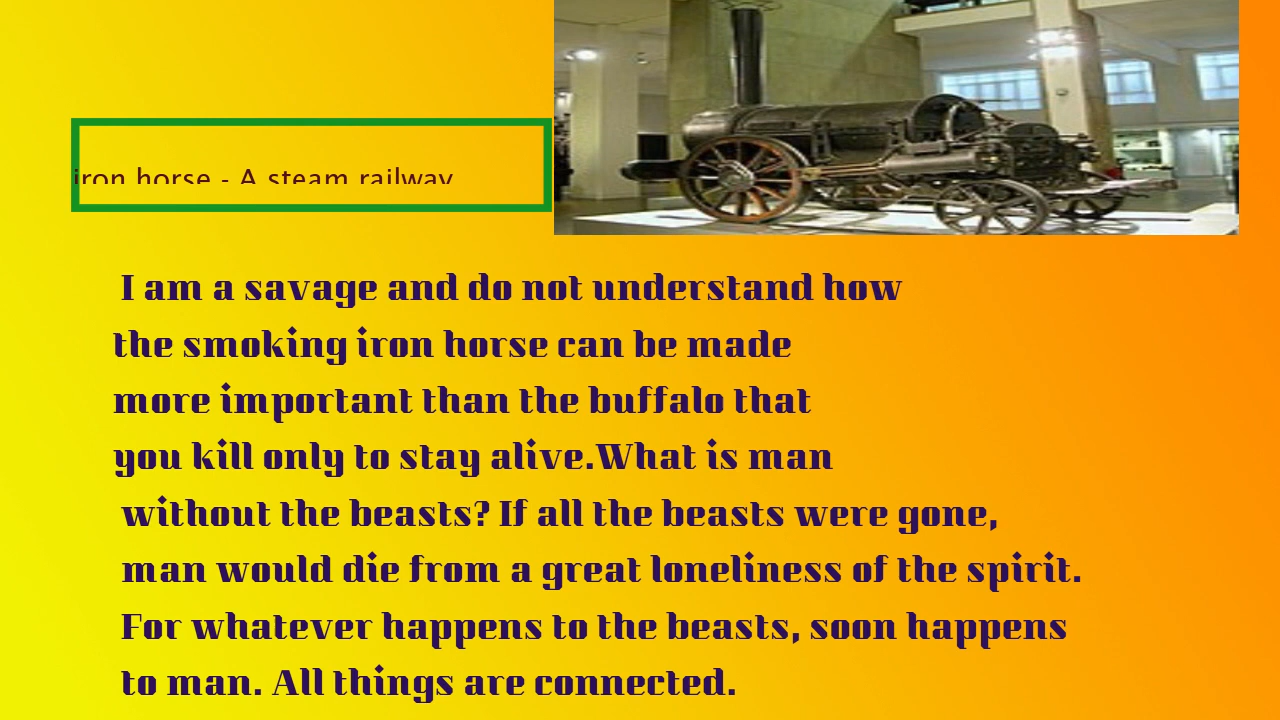 iron horse - A steam railway
I am a savage and do not understand how
the smoking iron horse can be made
more important than the buffalo that
you kill only to stay alive.What is man
without the beasts? If all the beasts were gone,
man would die from a great loneliness of the spirit.
For whatever happens to the beasts, soon happens
to man. All things are connected.